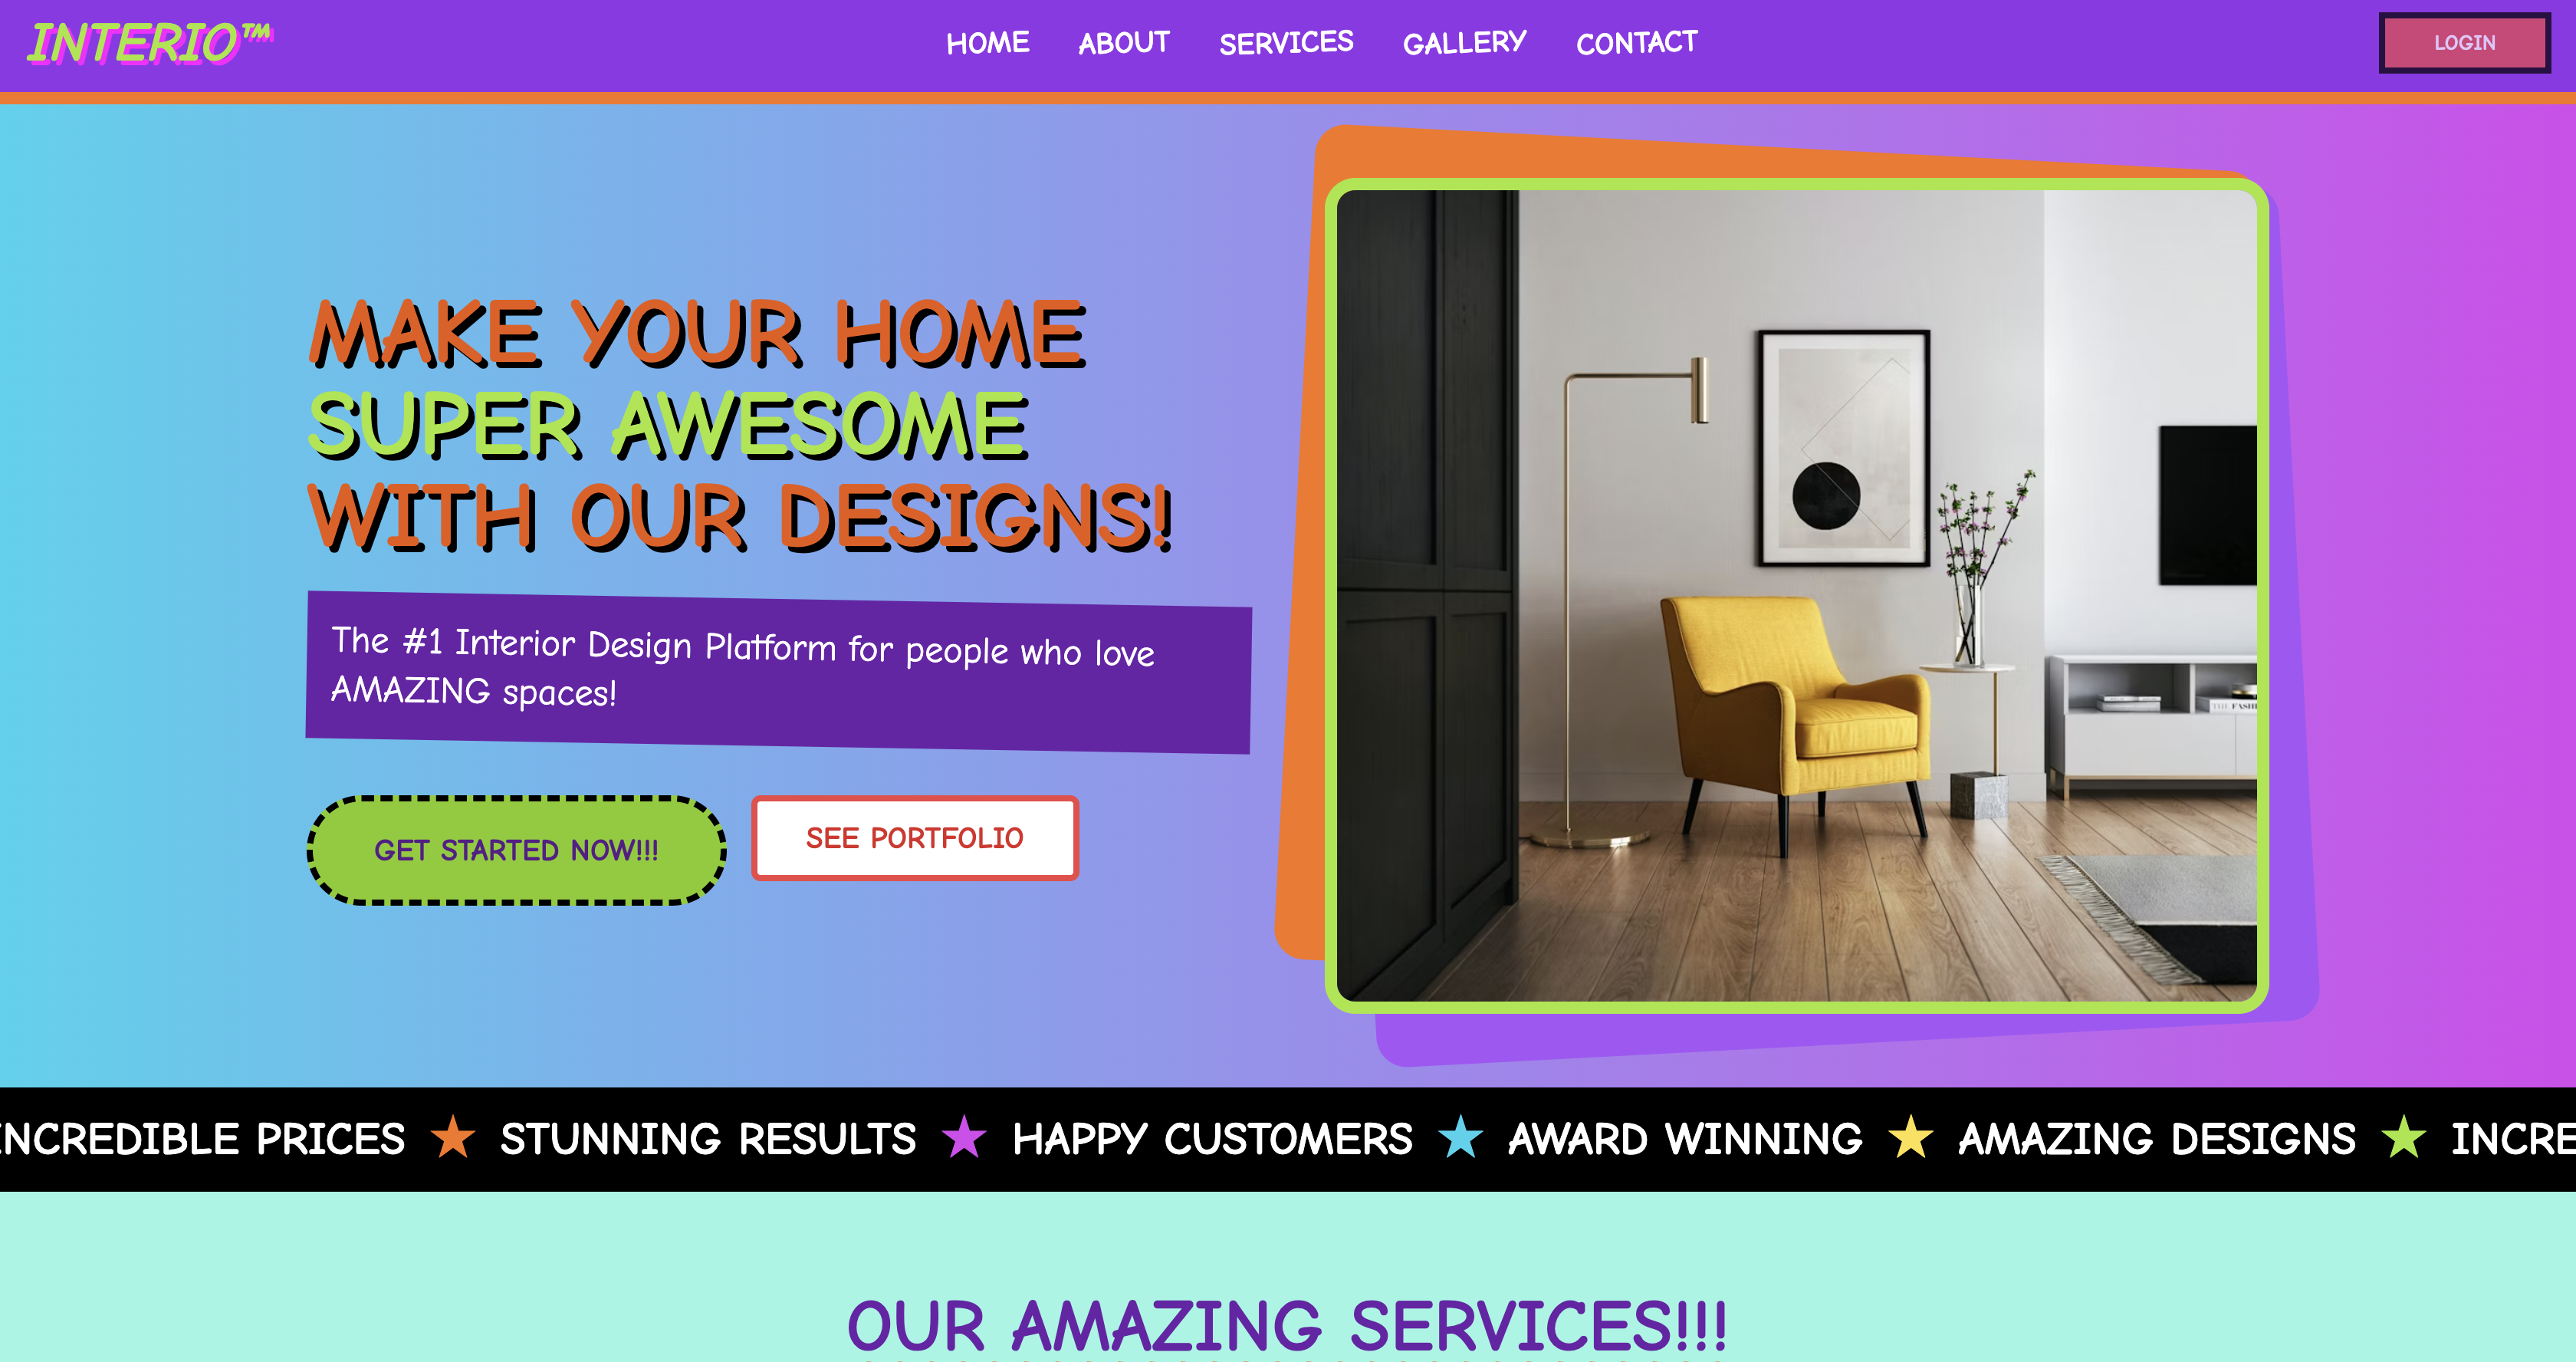 INTERIO™
HOME ABOUT SERVICES GALLERY CONTACT
LOGIN
MAKE YOUR HOME
SUPER AWESOME
WITH OUR DESIGNS!
The #1 Interior Design Platform for people who love
AMAZING spaces!
GET STARTED NOW!!!
SEE PORTFOLIO
THE FASHI
NCREDIBLE PRICES ★ STUNNING RESULTS ★ HAPPY CUSTOMERS ★ AWARD WINNING ★ AMAZING DESIGNS ★ INCRE
OUR AMAZING SERVICES!!!